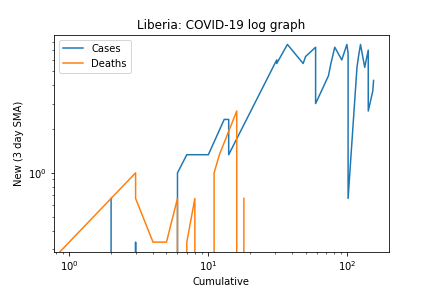 Liberia: COVID-19 log graph
Cases
Deaths
New (3 day SMA)
10⁰
10⁰
10¹
10²
Cumulative